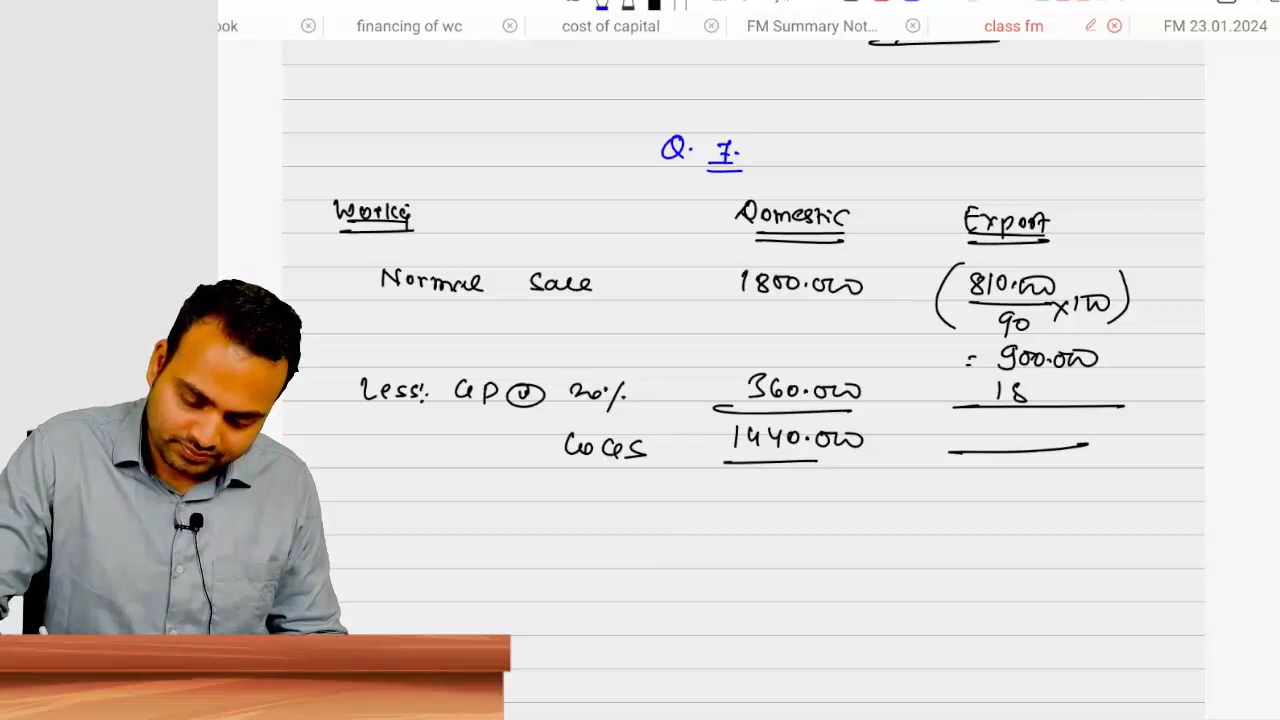 ook financing of wc cost of capital FM Summary Not... class fm FM 23.01.2024
Q. 7.
Domestic Export
Normal Sale 1800.000 (810.000/90 × 100)
= 900.000
Less: GP @ 20% 360.000 18
COGS 1440.000